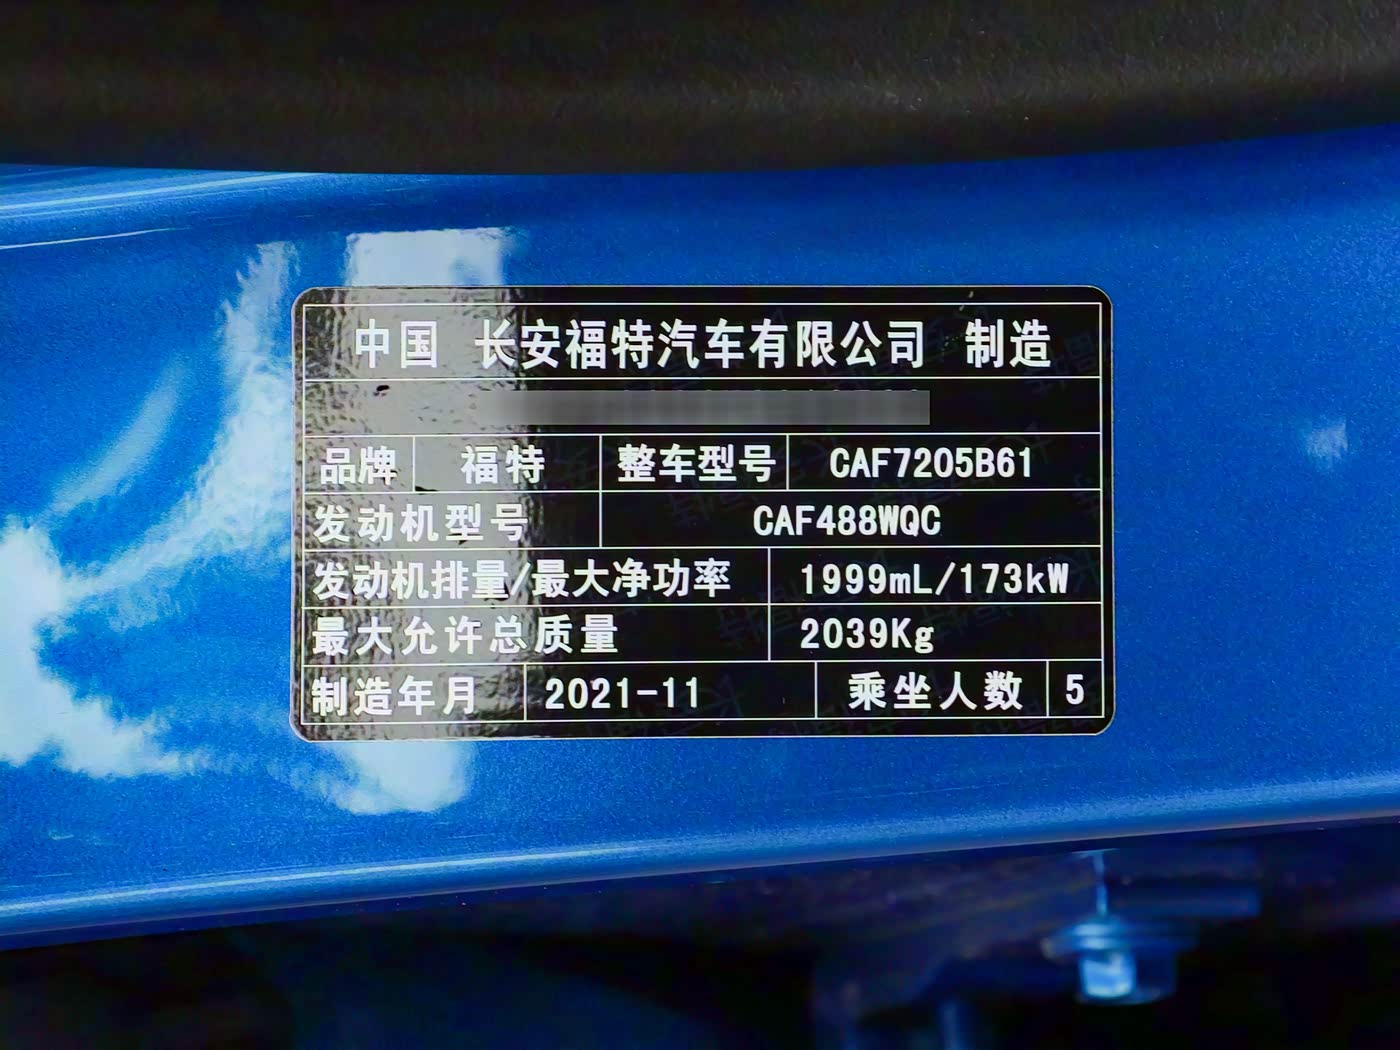 中国 长安福特汽车有限公司 制造
品牌 福特 整车型号 CAF7205B61
发动机型号 CAF488WQC
发动机排量/最大净功率 1999mL/173kW
最大允许总质量 2039Kg
制造年月 2021-11 乘坐人数 5